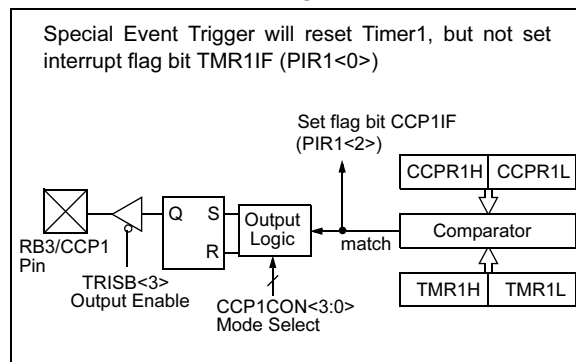 Special Event Trigger will reset Timer1, but not set
interrupt flag bit TMR1IF (PIR1<0>)
Set flag bit CCP1IF
(PIR1<2>)
CCPR1H CCPR1L
Q S
R
Output
Logic
match
Comparator
RB3/CCP1
Pin
TRISB<3>
Output Enable
CCP1CON<3:0>
Mode Select
TMR1H TMR1L